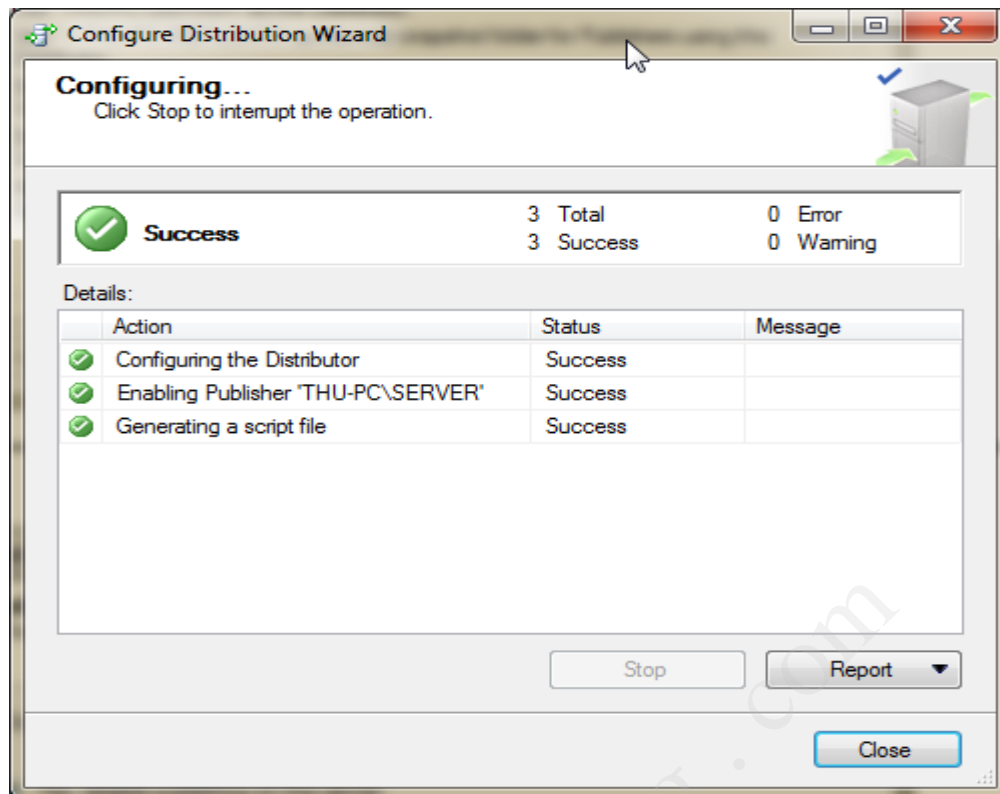 Configure Distribution Wizard
Configuring...
Click Stop to interrupt the operation.
Success
3 Total
0 Error
3 Success
0 Warning
Details:
Action Status Message
Configuring the Distributor Success
Enabling Publisher "THU-PC\SERVER" Success
Generating a script file Success
Stop
Report
. com
Close